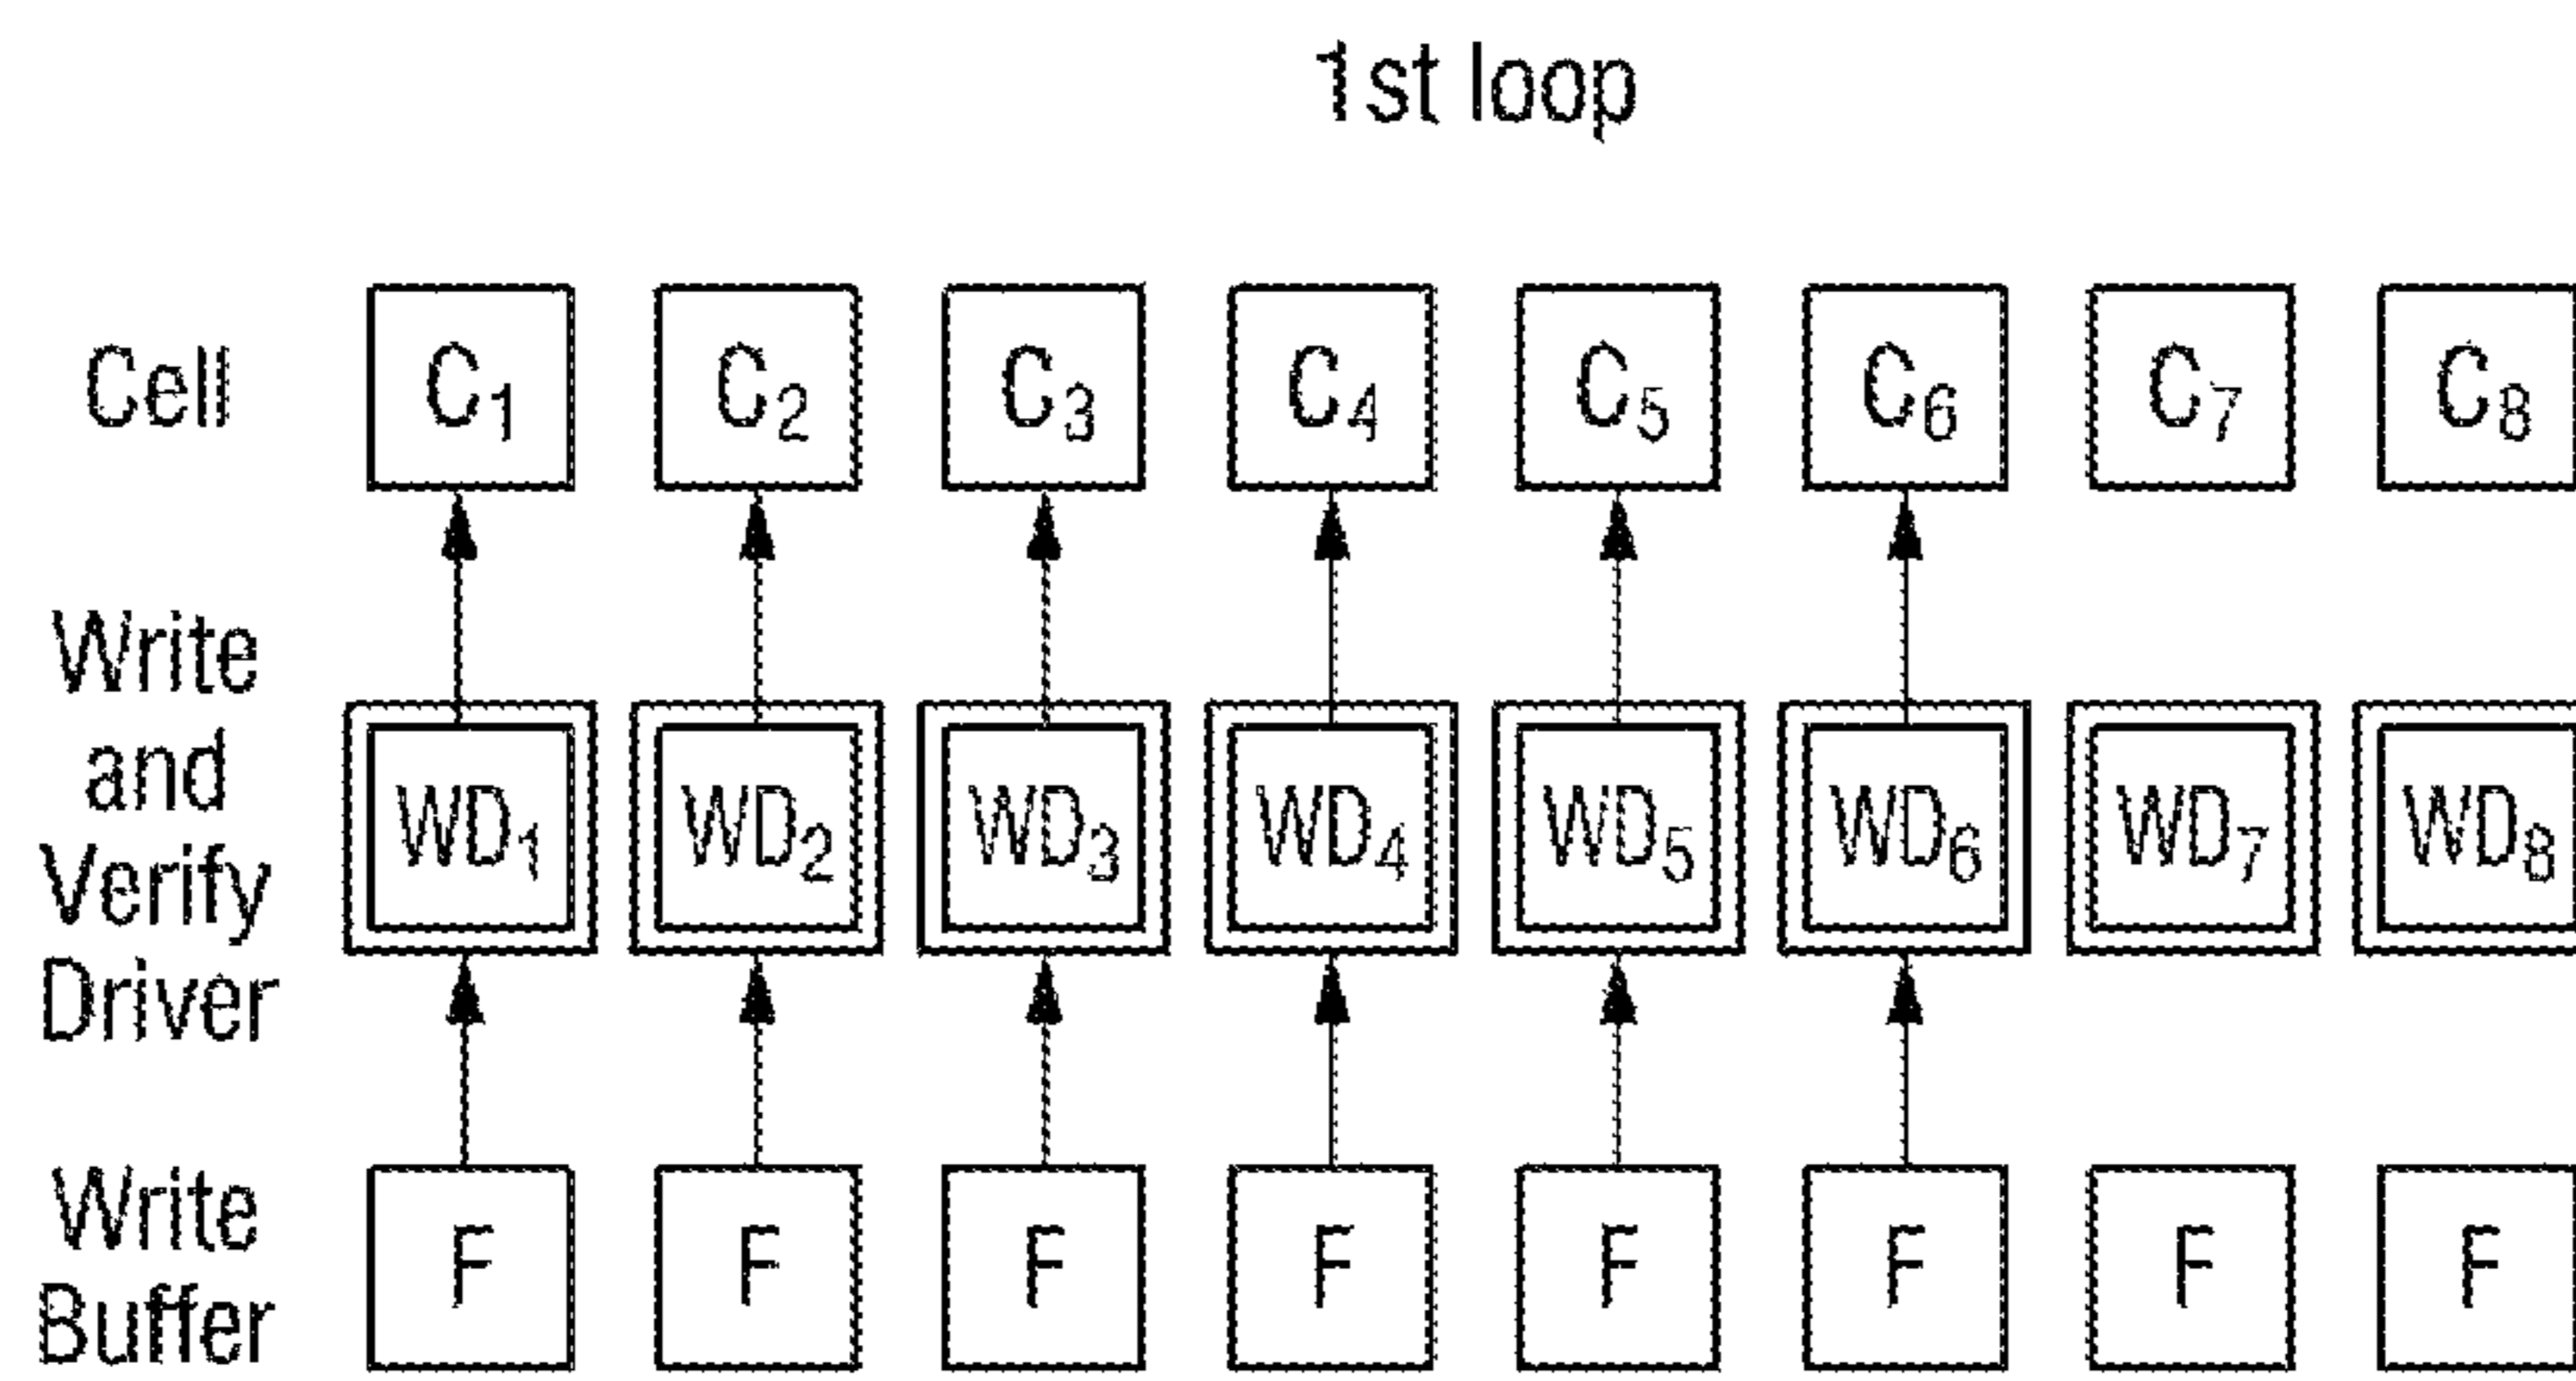 1st loop
Cell C₁ C₂ C₃ C₄ C₅ C₆ C₇ C₈
Write
and
Verify
Driver
WD₁ WD₂ WD₃ WD₄ WD₅ WD₆ WD₇ WD₈
Write
Buffer
F F F F F F F F